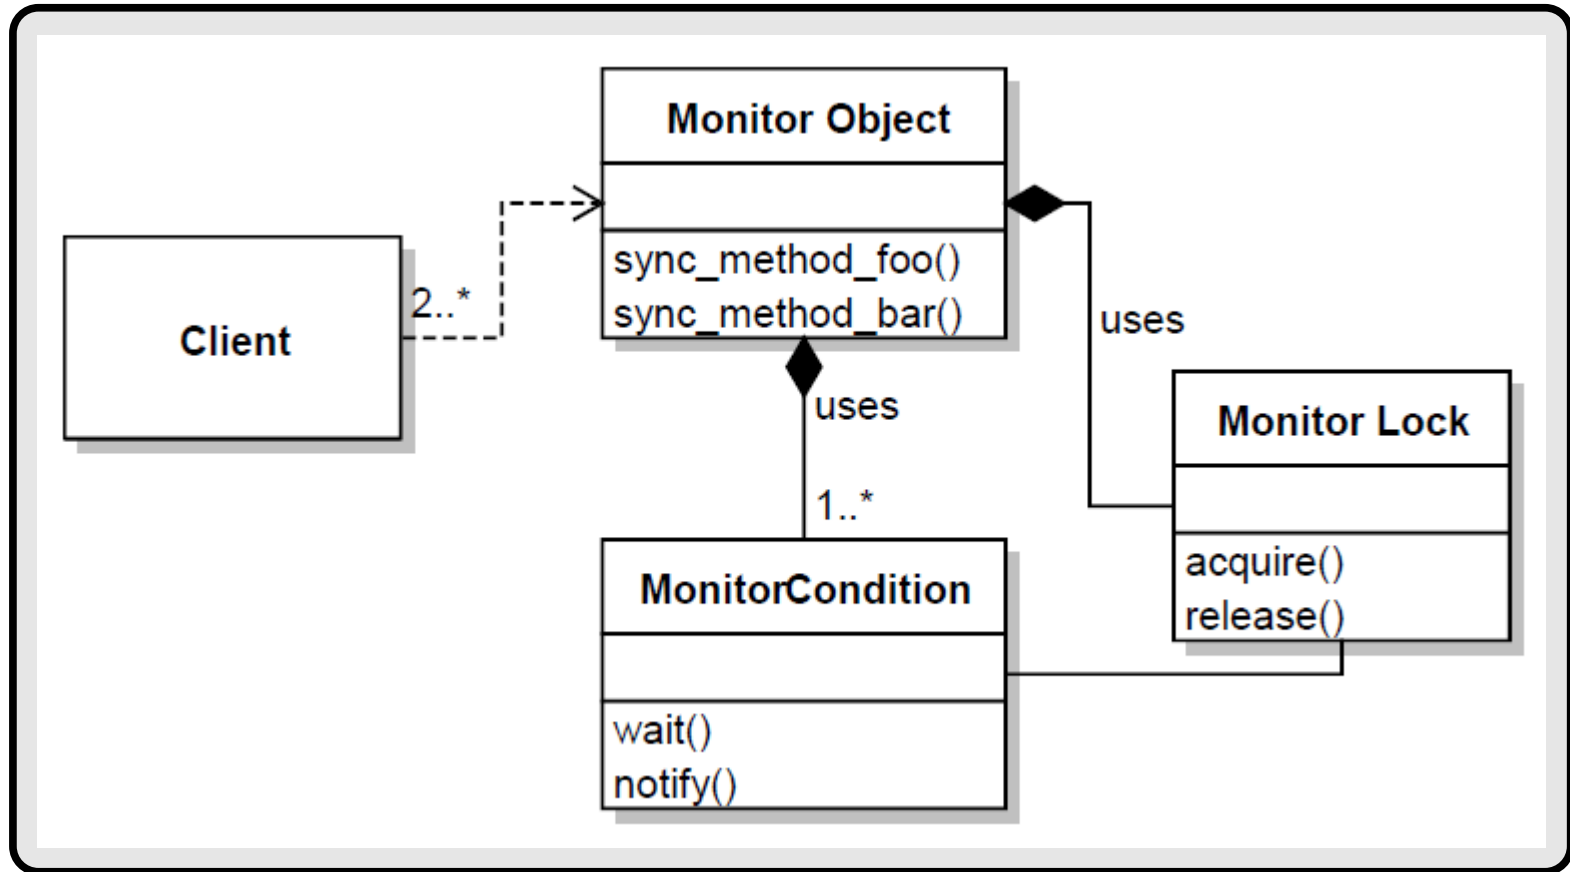 Monitor Object
sync_method_foo()
sync_method_bar()
2..*
Client
uses
uses
1..*
Monitor Lock
acquire()
release()
MonitorCondition
wait()
notify()